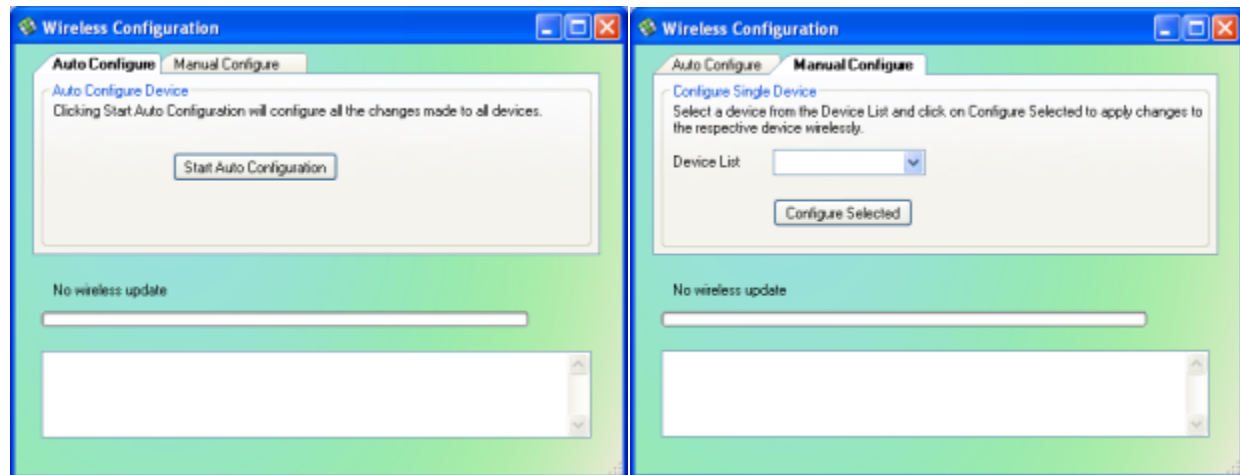 Wireless Configuration
Auto Configure Manual Configure
Auto Configure Device
Clicking Start Auto Configuration will configure all the changes made to all devices.
Start Auto Configuration
No wireless update
Wireless Configuration
Auto Configure Manual Configure
Configure Single Device
Select a device from the Device List and click on Configure Selected to apply changes to
the respective device wirelessly.
Device List
Configure Selected
No wireless update